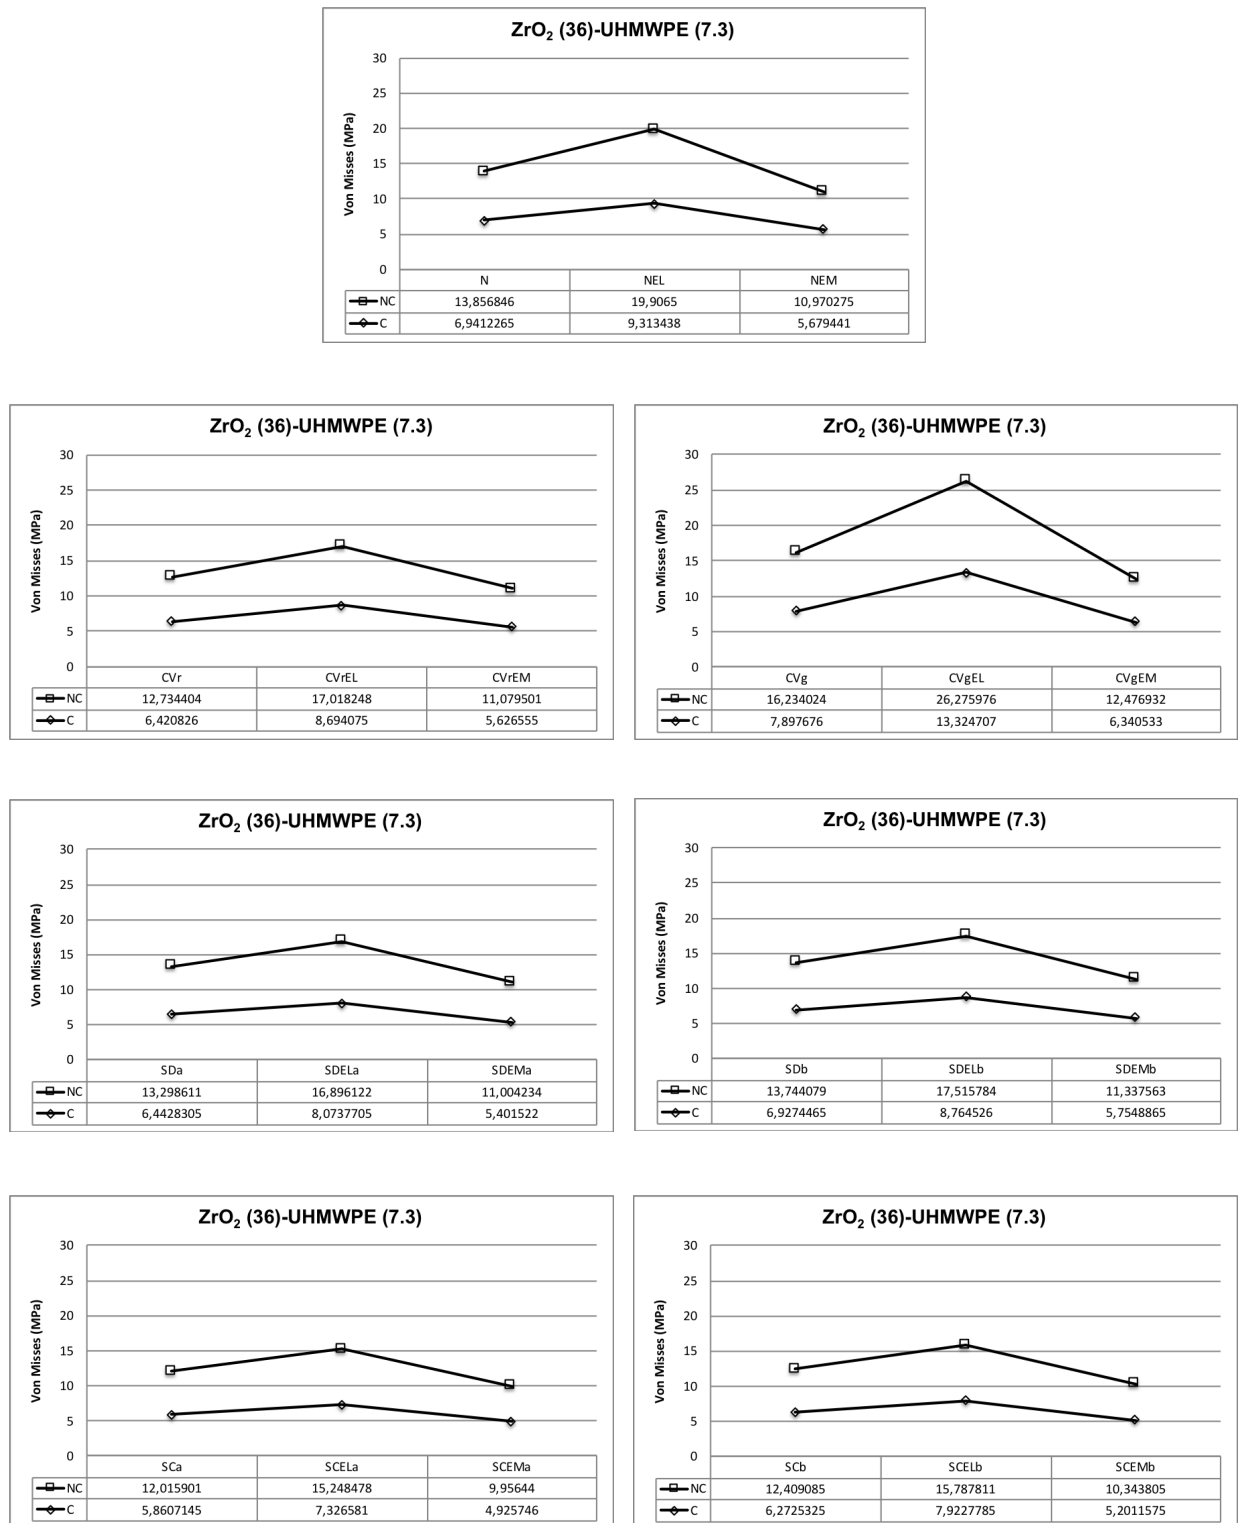 ZrO₂ (36)-UHMWPE (7.3)
Von Misses (MPa)
30
25
20
15
10
5
0
N NEL NEM
NC 13,856846 19,9065 10,970275
C 6,9412265 9,313438 5,679441
ZrO₂ (36)-UHMWPE (7.3)
Von Misses (MPa)
30
25
20
15
10
5
0
CVr CVrEL CVrEM
NC 12,734404 17,018248 11,079501
C 6,420826 8,694075 5,626555
ZrO₂ (36)-UHMWPE (7.3)
Von Misses (MPa)
30
25
20
15
10
5
0
CVg CVgEL CVgEM
NC 16,234024 26,275976 12,476932
C 7,897676 13,324707 6,340533
ZrO₂ (36)-UHMWPE (7.3)
Von Misses (MPa)
30
25
20
15
10
5
0
SDa SDELa SDEMa
NC 13,298611 16,896122 11,004234
C 6,4428305 8,0737705 5,401522
ZrO₂ (36)-UHMWPE (7.3)
Von Misses (MPa)
30
25
20
15
10
5
0
SDb SDELb SDEMb
NC 13,744079 17,515784 11,337563
C 6,9274465 8,764526 5,7548865
ZrO₂ (36)-UHMWPE (7.3)
Von Misses (MPa)
30
25
20
15
10
5
0
SCa SCELa SCEMa
NC 12,015901 15,248478 9,95644
C 5,8607145 7,326581 4,925746
ZrO₂ (36)-UHMWPE (7.3)
Von Misses (MPa)
30
25
20
15
10
5
0
SCb SCELb SCEMb
NC 12,409085 15,787811 10,343805
C 6,2725325 7,9227785 5,2011575